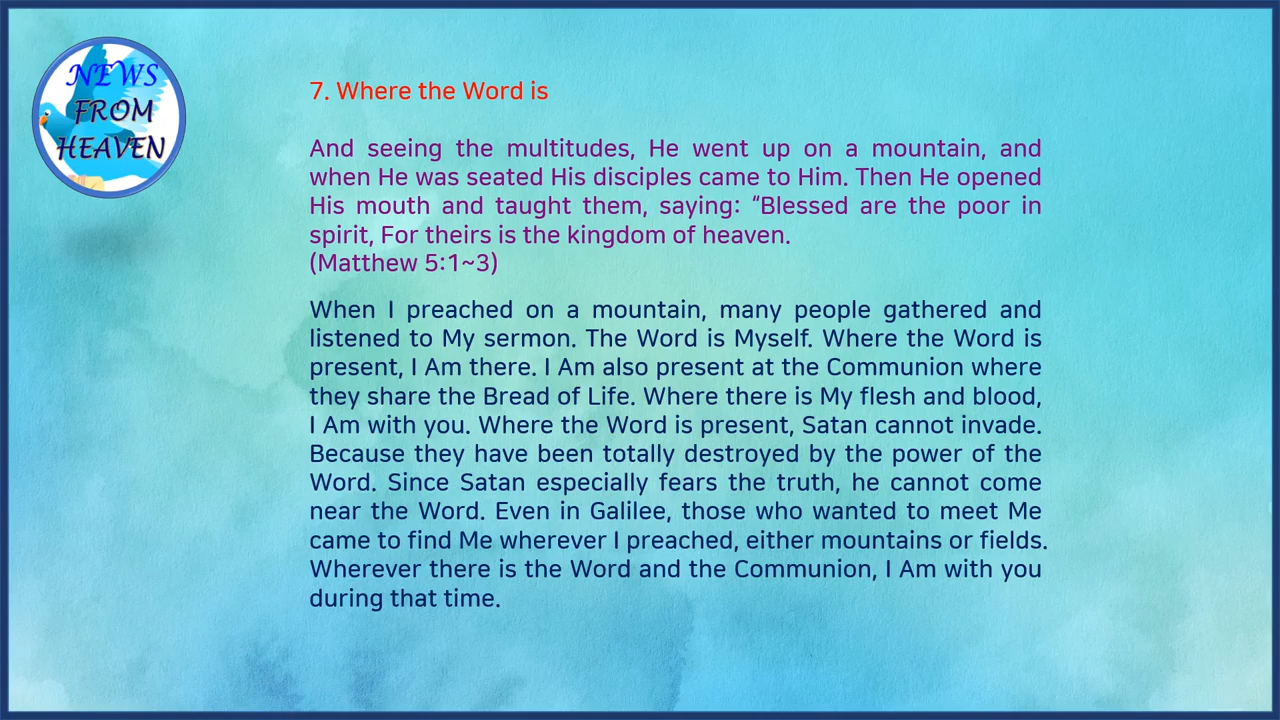 NEWS
FROM
HEAVEN
7. Where the Word is
And seeing the multitudes, He went up on a mountain, and
when He was seated His disciples came to Him. Then He opened
His mouth and taught them, saying: “Blessed are the poor in
spirit, For theirs is the kingdom of heaven.
(Matthew 5:1~3)
When I preached on a mountain, many people gathered and
listened to My sermon. The Word is Myself. Where the Word is
present, I Am there. I Am also present at the Communion where
they share the Bread of Life. Where there is My flesh and blood,
I Am with you. Where the Word is present, Satan cannot invade.
Because they have been totally destroyed by the power of the
Word. Since Satan especially fears the truth, he cannot come
near the Word. Even in Galilee, those who wanted to meet Me
came to find Me wherever I preached, either mountains or fields.
Wherever there is the Word and the Communion, I Am with you
during that time.